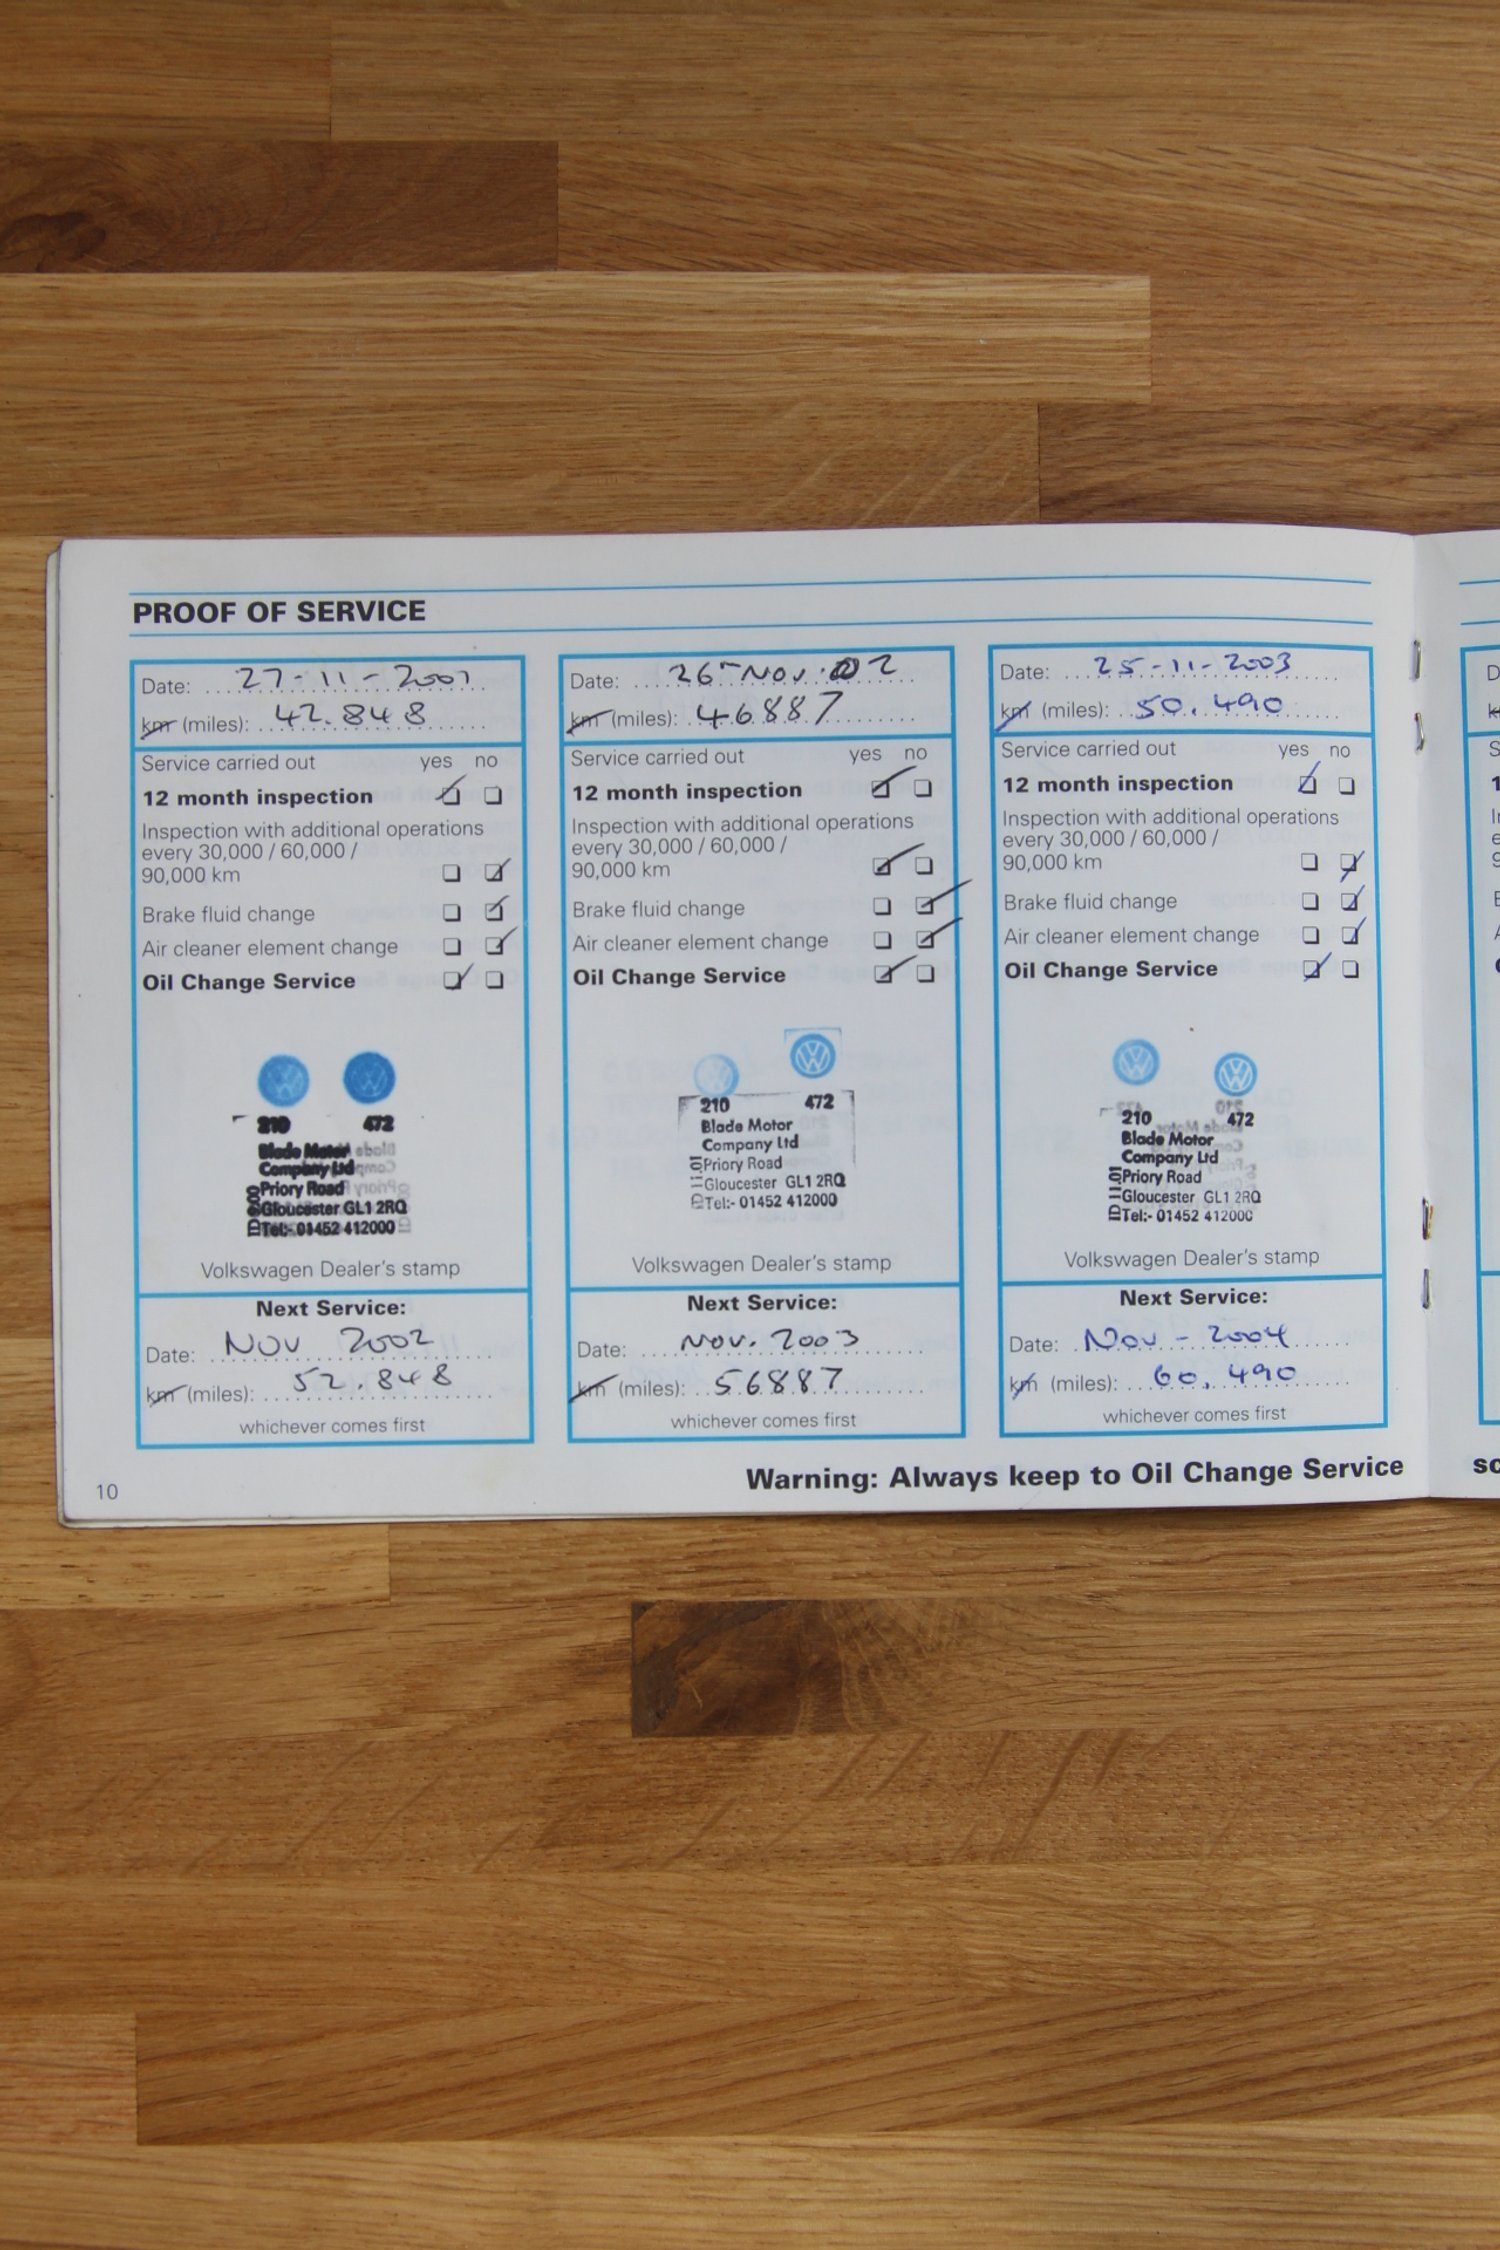 PROOF OF SERVICE
Date: 27-11-2001
km (miles): 42.848
Service carried out yes no
12 month inspection
Inspection with additional operations
every 30,000 / 60,000 /
90,000 km
Brake fluid change
Air cleaner element change
Oil Change Service
210 472
Blade Motor
Company Ltd
Priory Road
Gloucester GL1 2RQ
Tel:- 01452 412000
Volkswagen Dealer's stamp
Next Service:
Date: Nov 2002
km (miles): 52.848
whichever comes first
Date: 26th Nov. 02
km (miles): 46887
Service carried out yes no
12 month inspection
Inspection with additional operations
every 30,000 / 60,000 /
90,000 km
Brake fluid change
Air cleaner element change
Oil Change Service
210 472
Blade Motor
Company Ltd
Priory Road
Gloucester GL1 2RQ
Tel:- 01452 412000
Volkswagen Dealer's stamp
Next Service:
Date: Nov. 2003
km (miles): 56887
whichever comes first
Date: 25-11-2003
km (miles): 50.490
Service carried out yes no
12 month inspection
Inspection with additional operations
every 30,000 / 60,000 /
90,000 km
Brake fluid change
Air cleaner element change
Oil Change Service
210 472
Blade Motor
Company Ltd
Priory Road
Gloucester GL1 2RQ
Tel:- 01452 412000
Volkswagen Dealer's stamp
Next Service:
Date: Nov - 2004
km (miles): 60.490
whichever comes first
10
Warning: Always keep to Oil Change Service